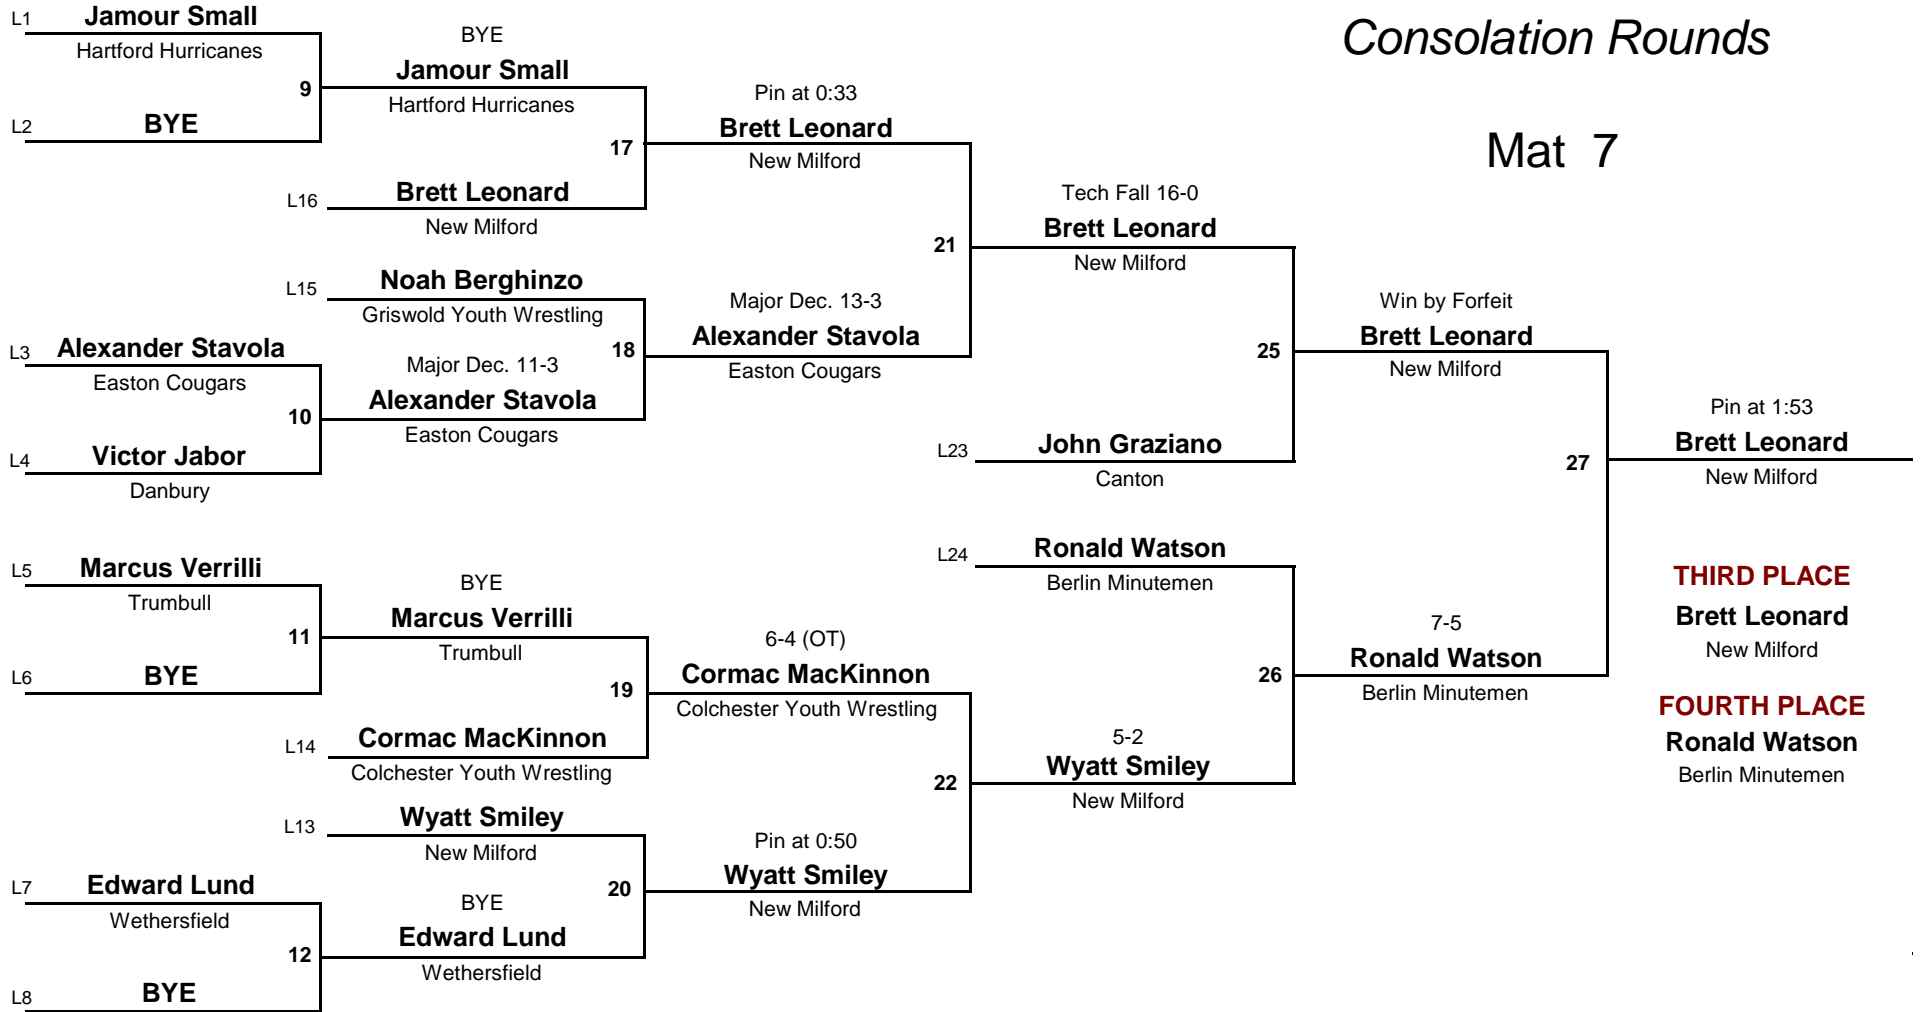 Consolation Rounds
Mat 7
L1 Jamour Small
Hartford Hurricanes
9
L2 BYE
BYE
Jamour Small
Hartford Hurricanes
17
L16 Brett Leonard
New Milford
Pin at 0:33
Brett Leonard
New Milford
21
L15 Noah Berghinzo
Griswold Youth Wrestling
18
L3 Alexander Stavola
Easton Cougars
10
L4 Victor Jabor
Danbury
Major Dec. 11-3
Alexander Stavola
Easton Cougars
Major Dec. 13-3
Alexander Stavola
Easton Cougars
Tech Fall 16-0
Brett Leonard
New Milford
25
L23 John Graziano
Canton
Win by Forfeit
Brett Leonard
New Milford
27
L5 Marcus Verrilli
Trumbull
11
L6 BYE
BYE
Marcus Verrilli
Trumbull
19
L14 Cormac MacKinnon
Colchester Youth Wrestling
6-4 (OT)
Cormac MacKinnon
Colchester Youth Wrestling
22
L13 Wyatt Smiley
New Milford
20
L7 Edward Lund
Wethersfield
12
L8 BYE
BYE
Edward Lund
Wethersfield
Pin at 0:50
Wyatt Smiley
New Milford
L24 Ronald Watson
Berlin Minutemen
26
5-2
Wyatt Smiley
New Milford
7-5
Ronald Watson
Berlin Minutemen
Pin at 1:53
Brett Leonard
New Milford
THIRD PLACE
Brett Leonard
New Milford
FOURTH PLACE
Ronald Watson
Berlin Minutemen